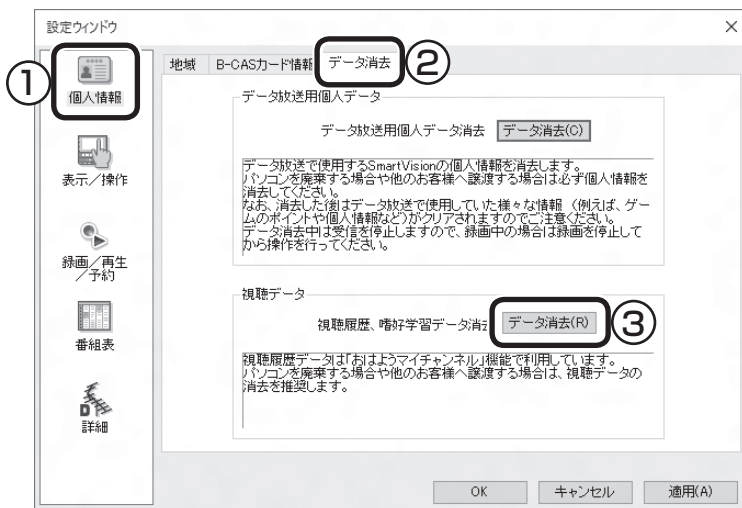 設定ウィンドウ
①
個人情報
表示／操作
録画／再生
／予約
番組表
詳細
地域
B-CASカード情報
データ消去
②
データ放送用個人データ
データ放送用個人データ消去
データ消去(C)
データ放送で使用するSmartVisionの個人情報を消去します。
パソコンを廃棄する場合や他のお客様へ譲渡する場合は必ず個人情報を
消去してください。
なお、消去した後はデータ放送で使用していた様々な情報 （例えば、ゲー
ムのポイントや個人情報など）がクリアされますのでご注意ください。
データ消去中は受信を停止しますので、録画中の場合は録画を停止して
から操作を行ってください。
視聴データ
視聴履歴、嗜好学習データ消去
データ消去(R)
③
視聴履歴データは「おはようマイチャンネル」機能で利用しています。
パソコンを廃棄する場合や他のお客様へ譲渡する場合は、視聴データの
消去を推奨します。
OK
キャンセル
適用(A)